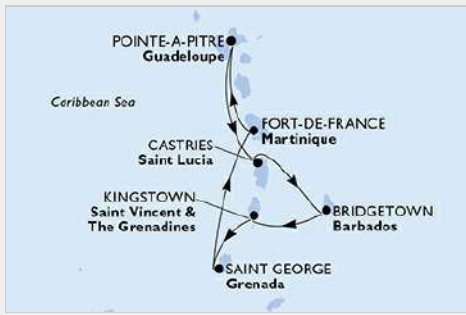 POINTE-A-PITRE
Guadeloupe
Caribbean Sea
FORT-DE-FRANCE
Martinique
CASTRIES
Saint Lucia
KINGSTOWN
Saint Vincent &
The Grenadines
BRIDGETOWN
Barbados
SAINT GEORGE
Grenada